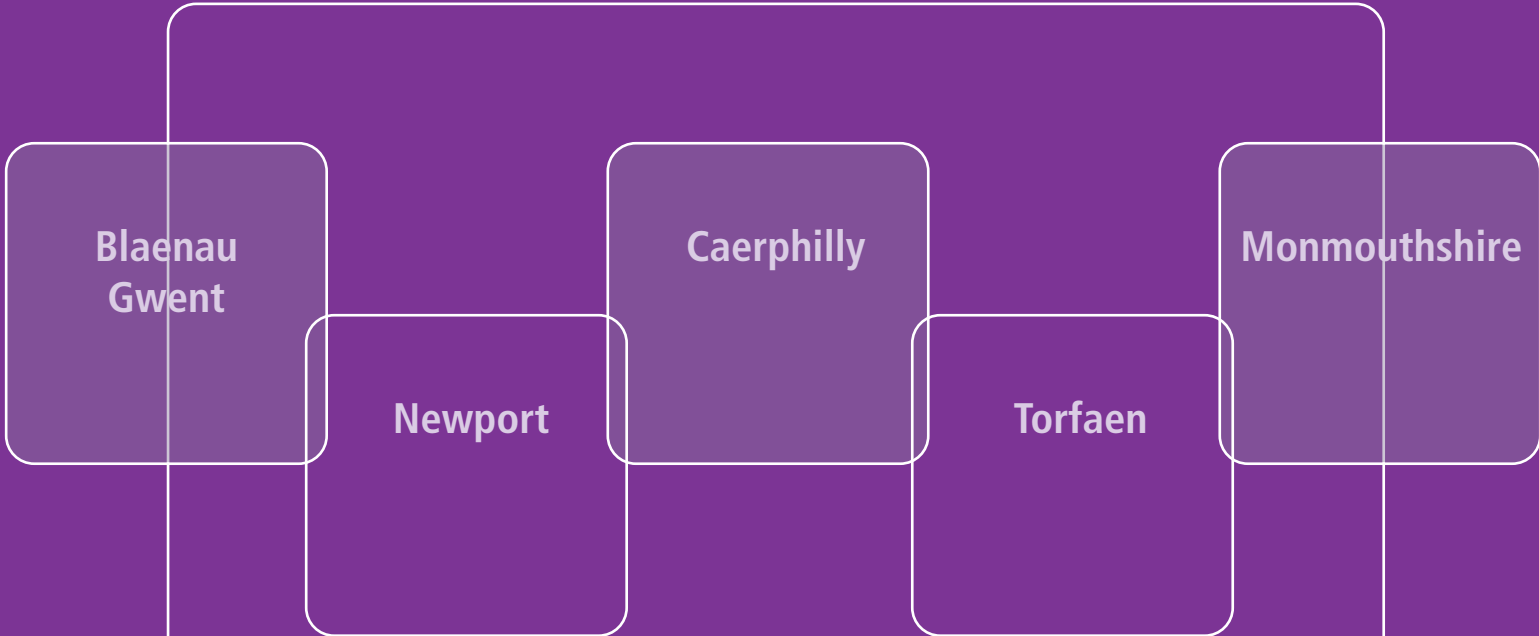 Blaenau
Gwent
Caerphilly
Monmouthshire
Newport
Torfaen